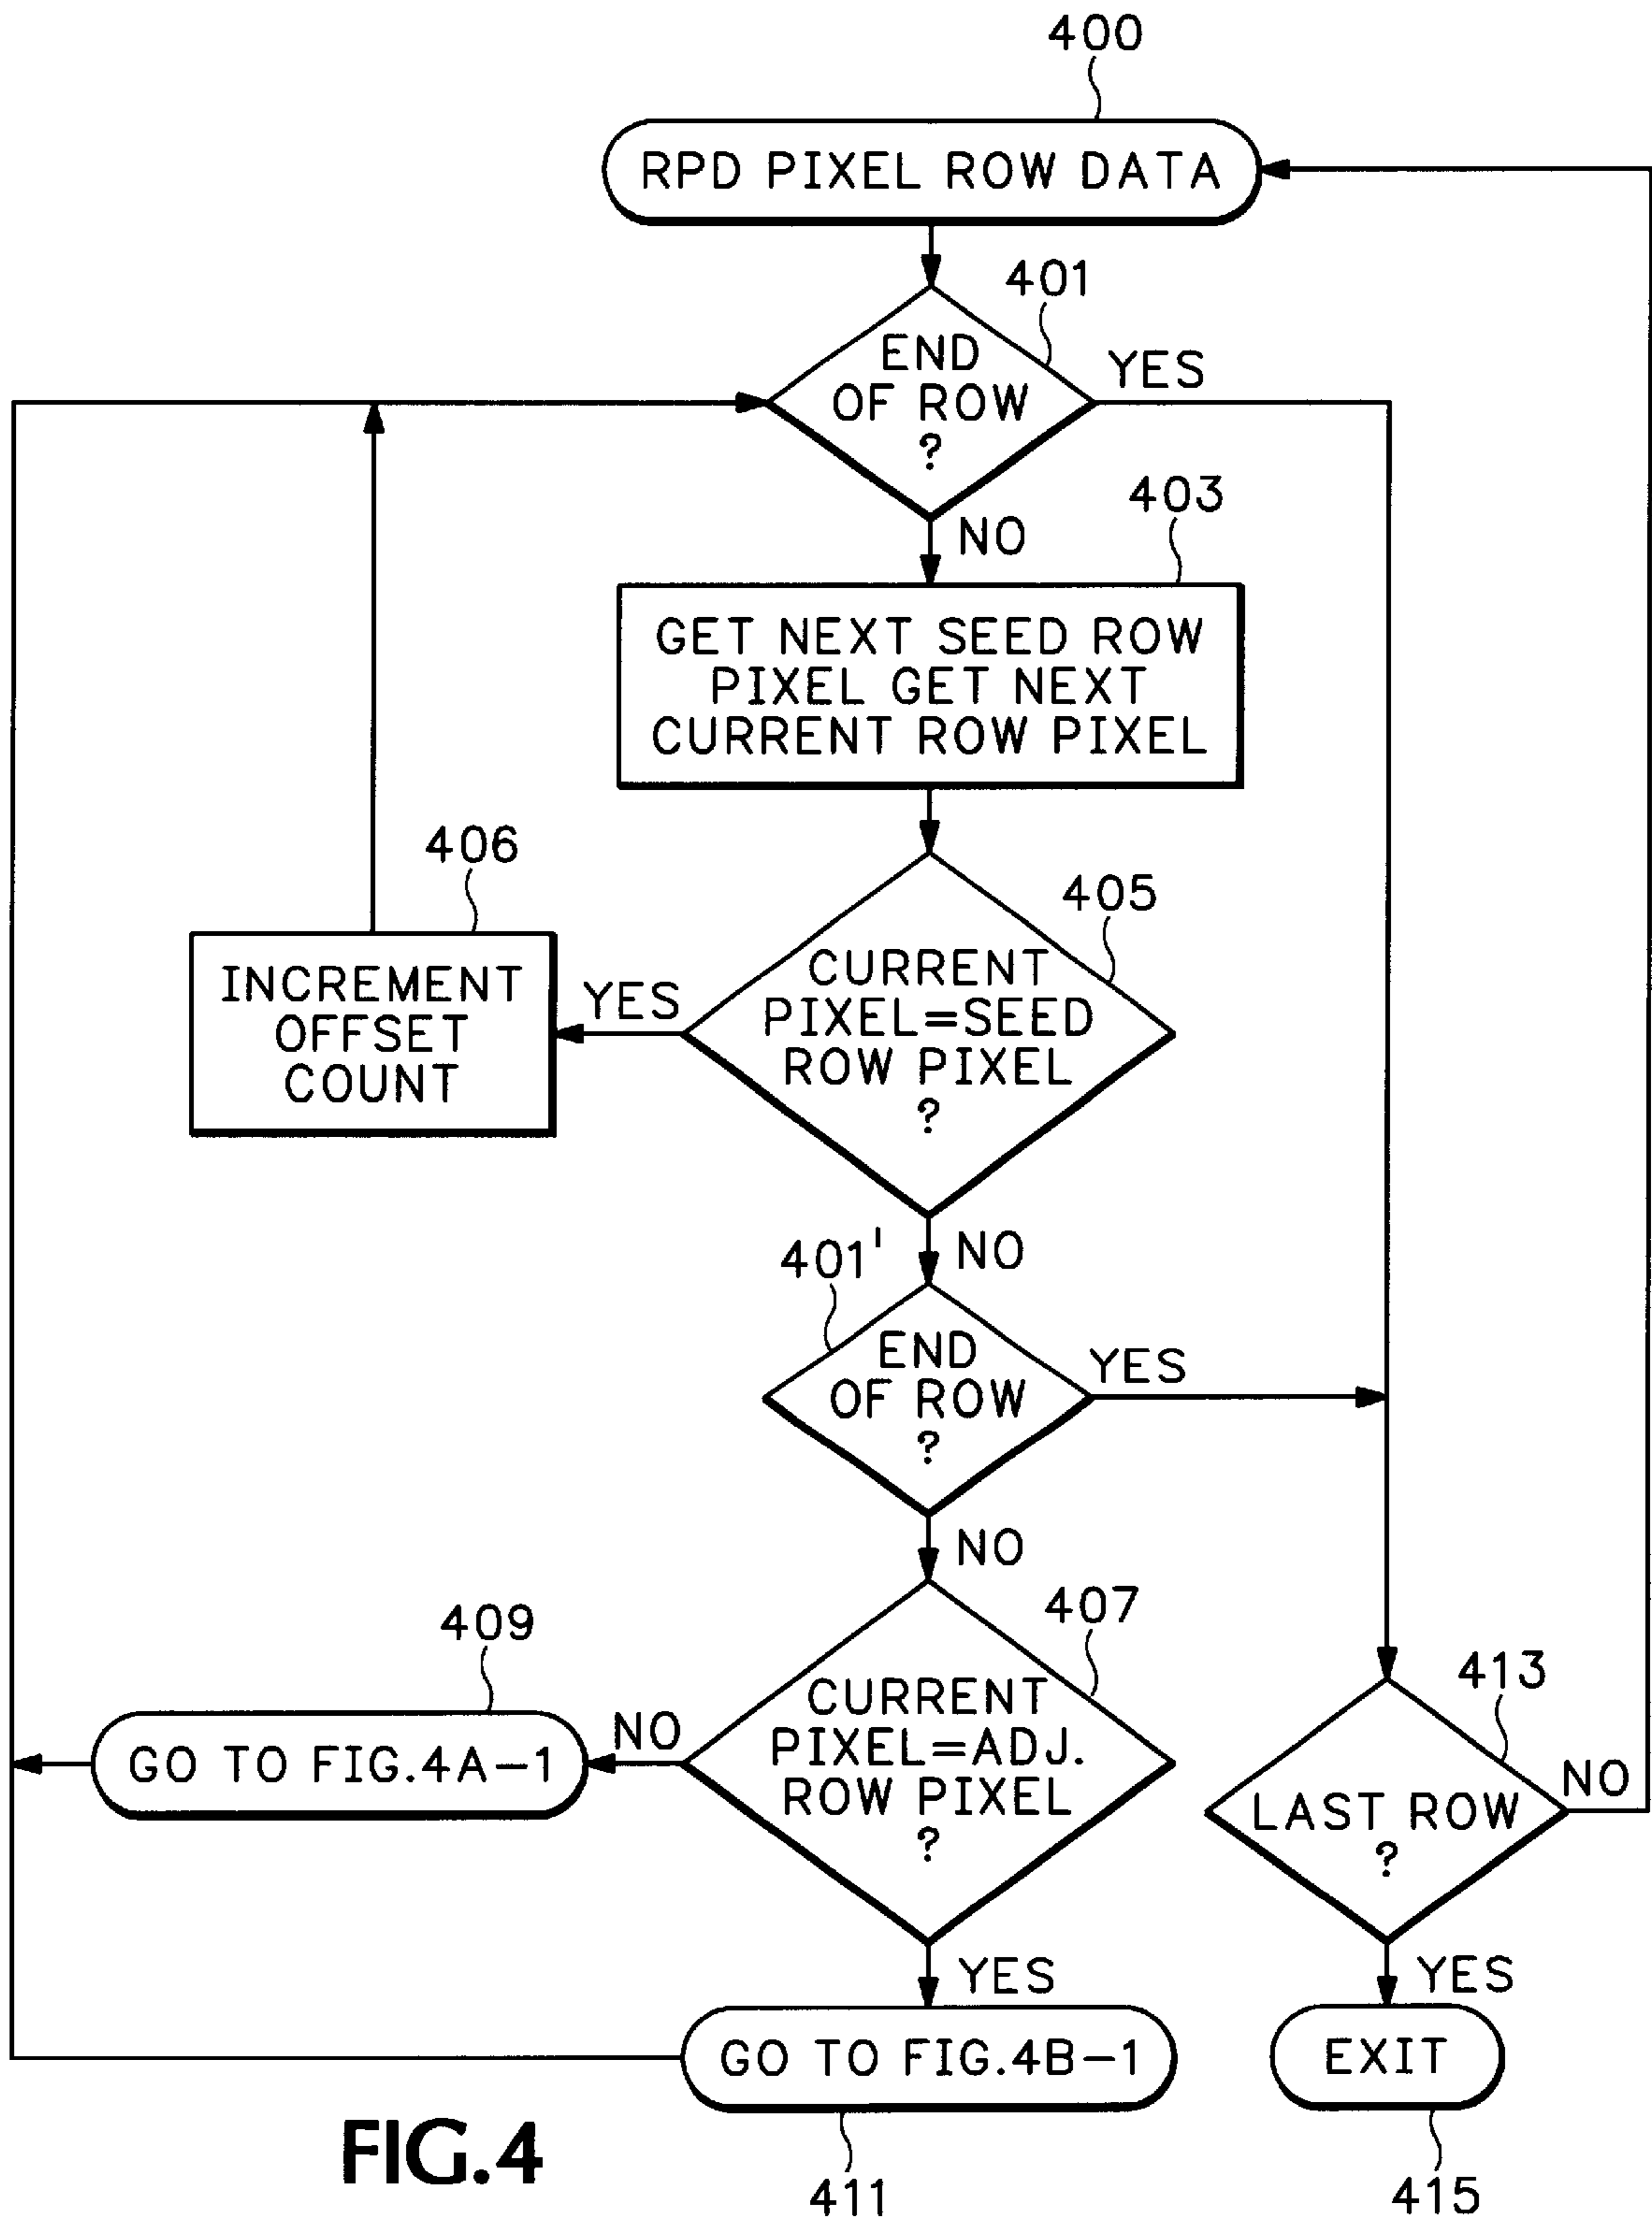 400
RPD PIXEL ROW DATA
401
END
OF ROW
?
YES
NO
403
GET NEXT SEED ROW
PIXEL GET NEXT
CURRENT ROW PIXEL
406
INCREMENT
OFFSET
COUNT
YES
405
CURRENT
PIXEL=SEED
ROW PIXEL
?
NO
401'
END
OF ROW
?
YES
NO
409
GO TO FIG.4A-1
NO
407
CURRENT
PIXEL=ADJ.
ROW PIXEL
?
YES
413
LAST ROW
?
NO
YES
GO TO FIG.4B-1
411
EXIT
415
FIG.4